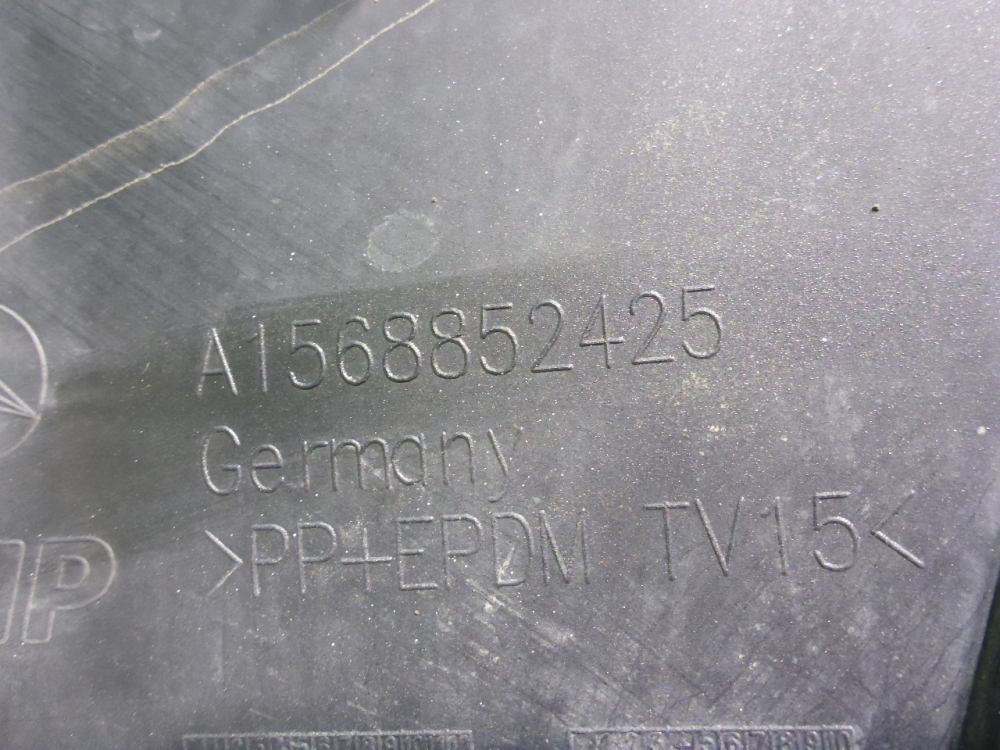 A1568852425
Germany
>PP+EPDM TV15<